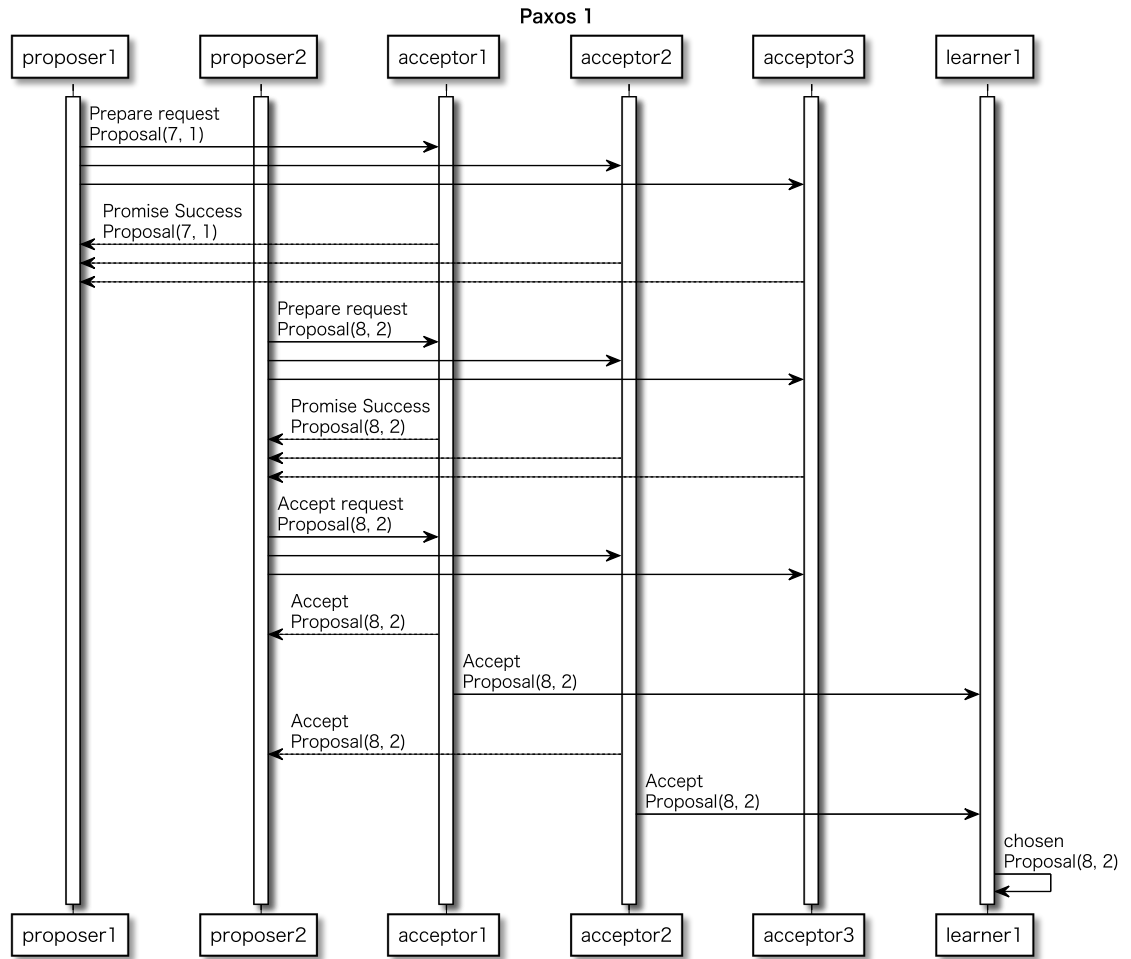 Paxos 1
proposer1
proposer2
acceptor1
acceptor2
acceptor3
learner1
Prepare request
Proposal(7, 1)
Promise Success
Proposal(7, 1)
Prepare request
Proposal(8, 2)
Promise Success
Proposal(8, 2)
Accept request
Proposal(8, 2)
Accept
Proposal(8, 2)
Accept
Proposal(8, 2)
Accept
Proposal(8, 2)
Accept
Proposal(8, 2)
chosen
Proposal(8, 2)
proposer1
proposer2
acceptor1
acceptor2
acceptor3
learner1